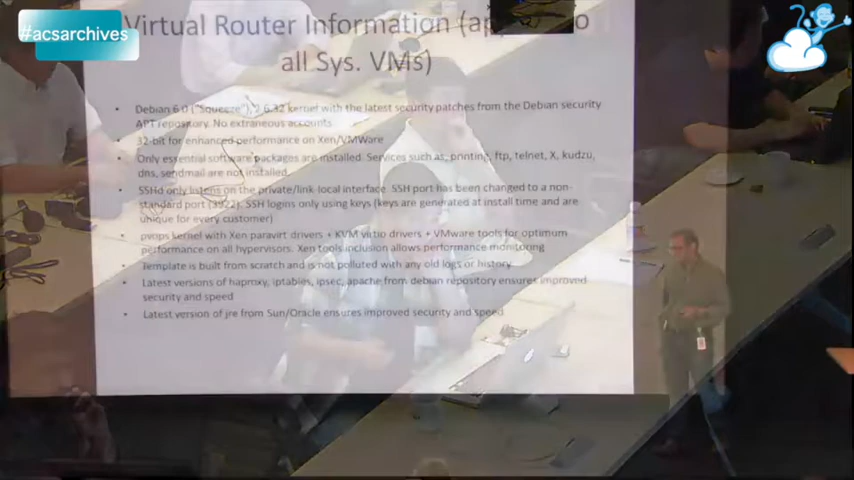 #acsarchives
Virtual Router Information (ap o
all Sys. VMs)
• Debian 6.0 ("Squeeze"), 2.6.32 kernel with the latest security patches from the Debian security
APT repository. No extraneous accounts
32-bit for enhanced performance on Xen/VMWare
• Only essential software packages are installed. Services such as, printing, ftp, telnet, X, kudzu,
dns, sendmail are not installed.
• SSHd only listens on the private/link-local interface. SSH port has been changed to a non-
standard port (3922). SSH logins only using keys (keys are generated at install time and are
unique for every customer)
• pvops kernel with Xen paravirt drivers + KVM virtio drivers + VMware tools for optimum
performance on all hypervisors. Xen tools inclusion allows performance monitoring
• Template is built from scratch and is not polluted with any old logs or history
• Latest versions of haproxy, iptables, ipsec, apache from debian repository ensures improved
security and speed
• Latest version of jre from Sun/Oracle ensures improved security and speed